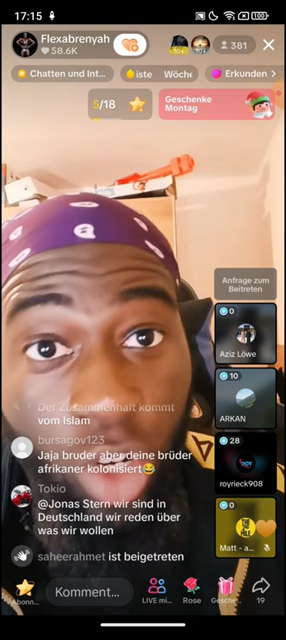 17:15
100
Flexabrenyah
58.6K
381
Chatten und Int...
iste Woche
Erkunden >
5/18
Geschenke
Montag
Anfrage zum
Beitreten
0
Aziz Löwe
10
ARKAN
28
royrieck908
0
Matt - a...
Der Zusammenhalt kommt
vom Islam
bursagov123
Jaja bruder aber deine brüder
afrikaner kolonisiert😂
Tokio
@Jonas Stern wir sind in
Deutschland wir reden über
was wir wollen
saheerahmet ist beigetreten
Abonn...
Komment...
LIVE mi...
Rose
Gesche...
19